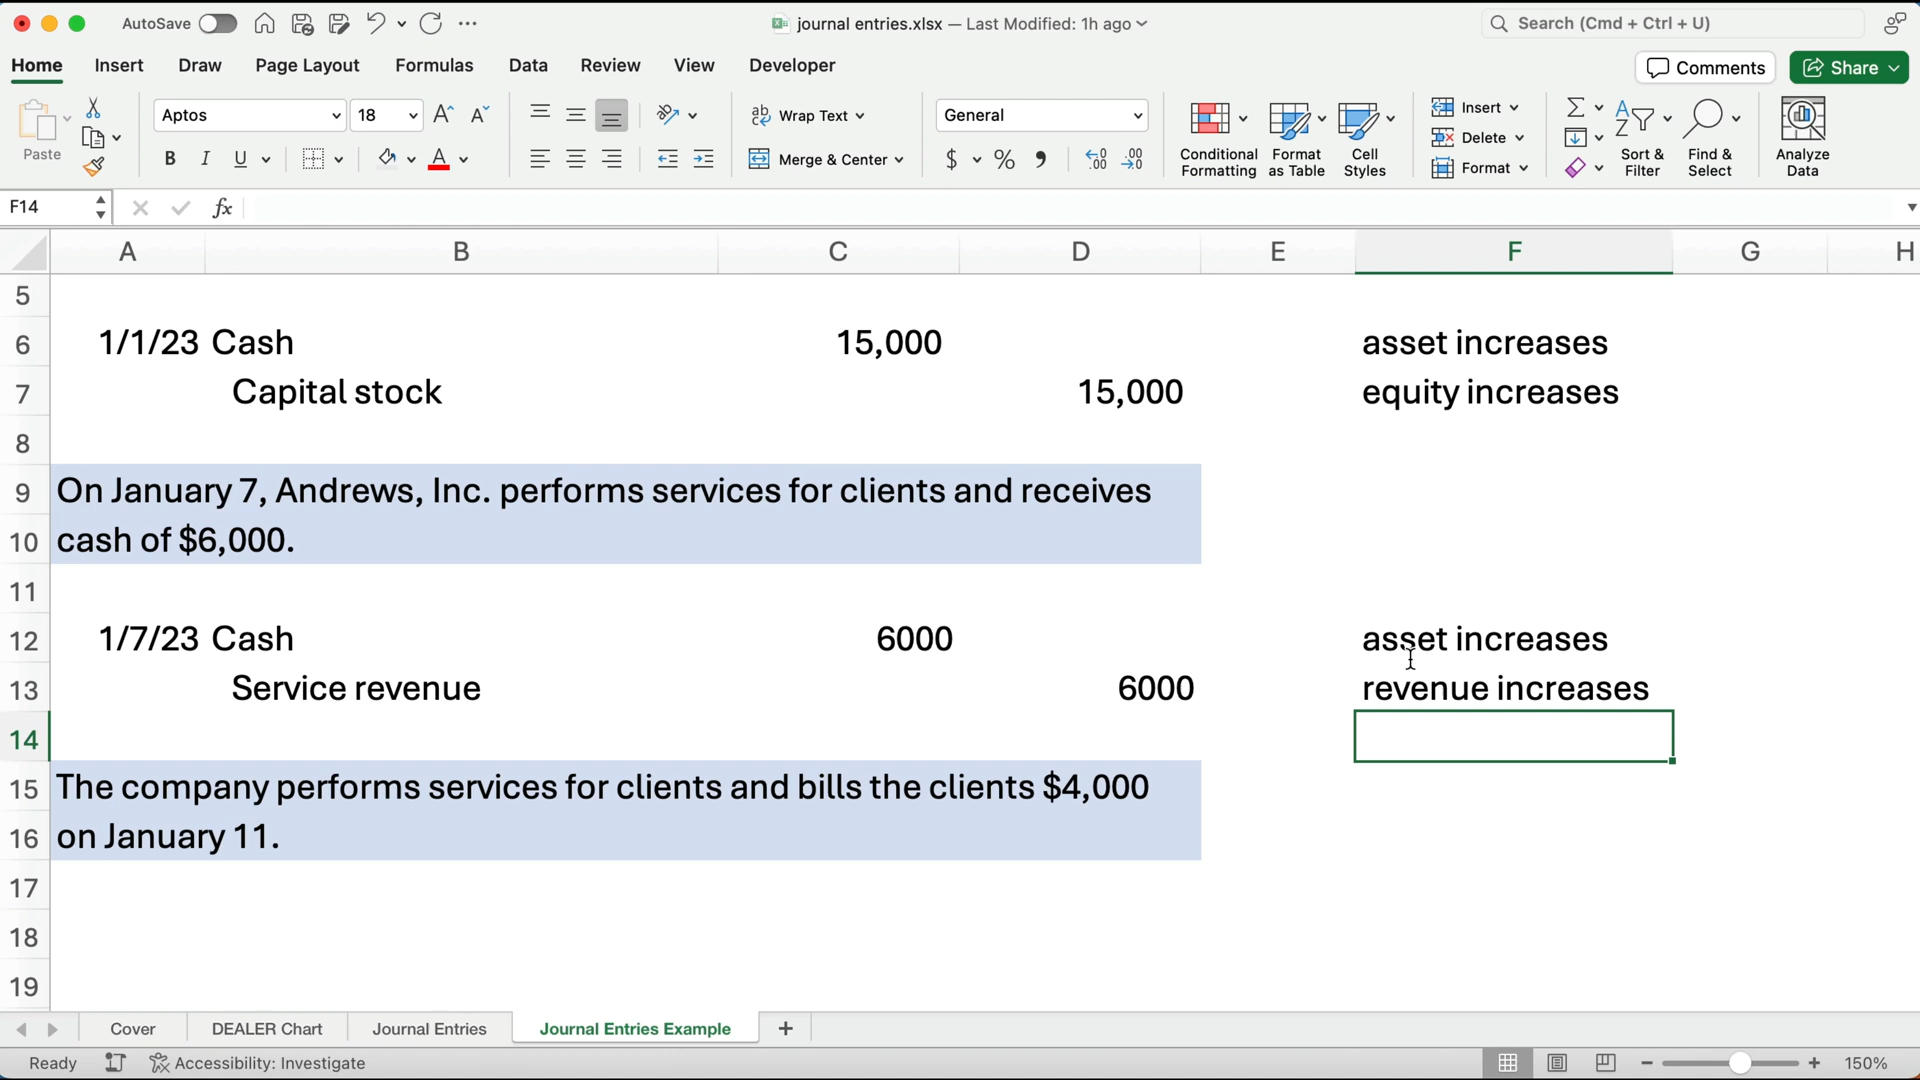 AutoSave
journal entries.xlsx — Last Modified: 1h ago
Search (Cmd + Ctrl + U)
Home Insert Draw Page Layout Formulas Data Review View Developer
Comments
Share
Paste
Aptos
18
A^ Aˇ
B I U
A
ab Wrap Text
Merge & Center
General
$ % 9
.00 .0
Conditional Formatting
Format as Table
Cell Styles
Insert
Delete
Format
Σ
Sort & Filter
Find & Select
Analyze Data
F14
fx
A B C D E F G H
5
6 1/1/23 Cash 15,000 asset increases
7 Capital stock 15,000 equity increases
8
9 On January 7, Andrews, Inc. performs services for clients and receives
10 cash of $6,000.
11
12 1/7/23 Cash 6000 asset increases
13 Service revenue 6000 revenue increases
14
15 The company performs services for clients and bills the clients $4,000
16 on January 11.
17
18
19
Cover DEALER Chart Journal Entries Journal Entries Example +
Ready Accessibility: Investigate
− + 150%